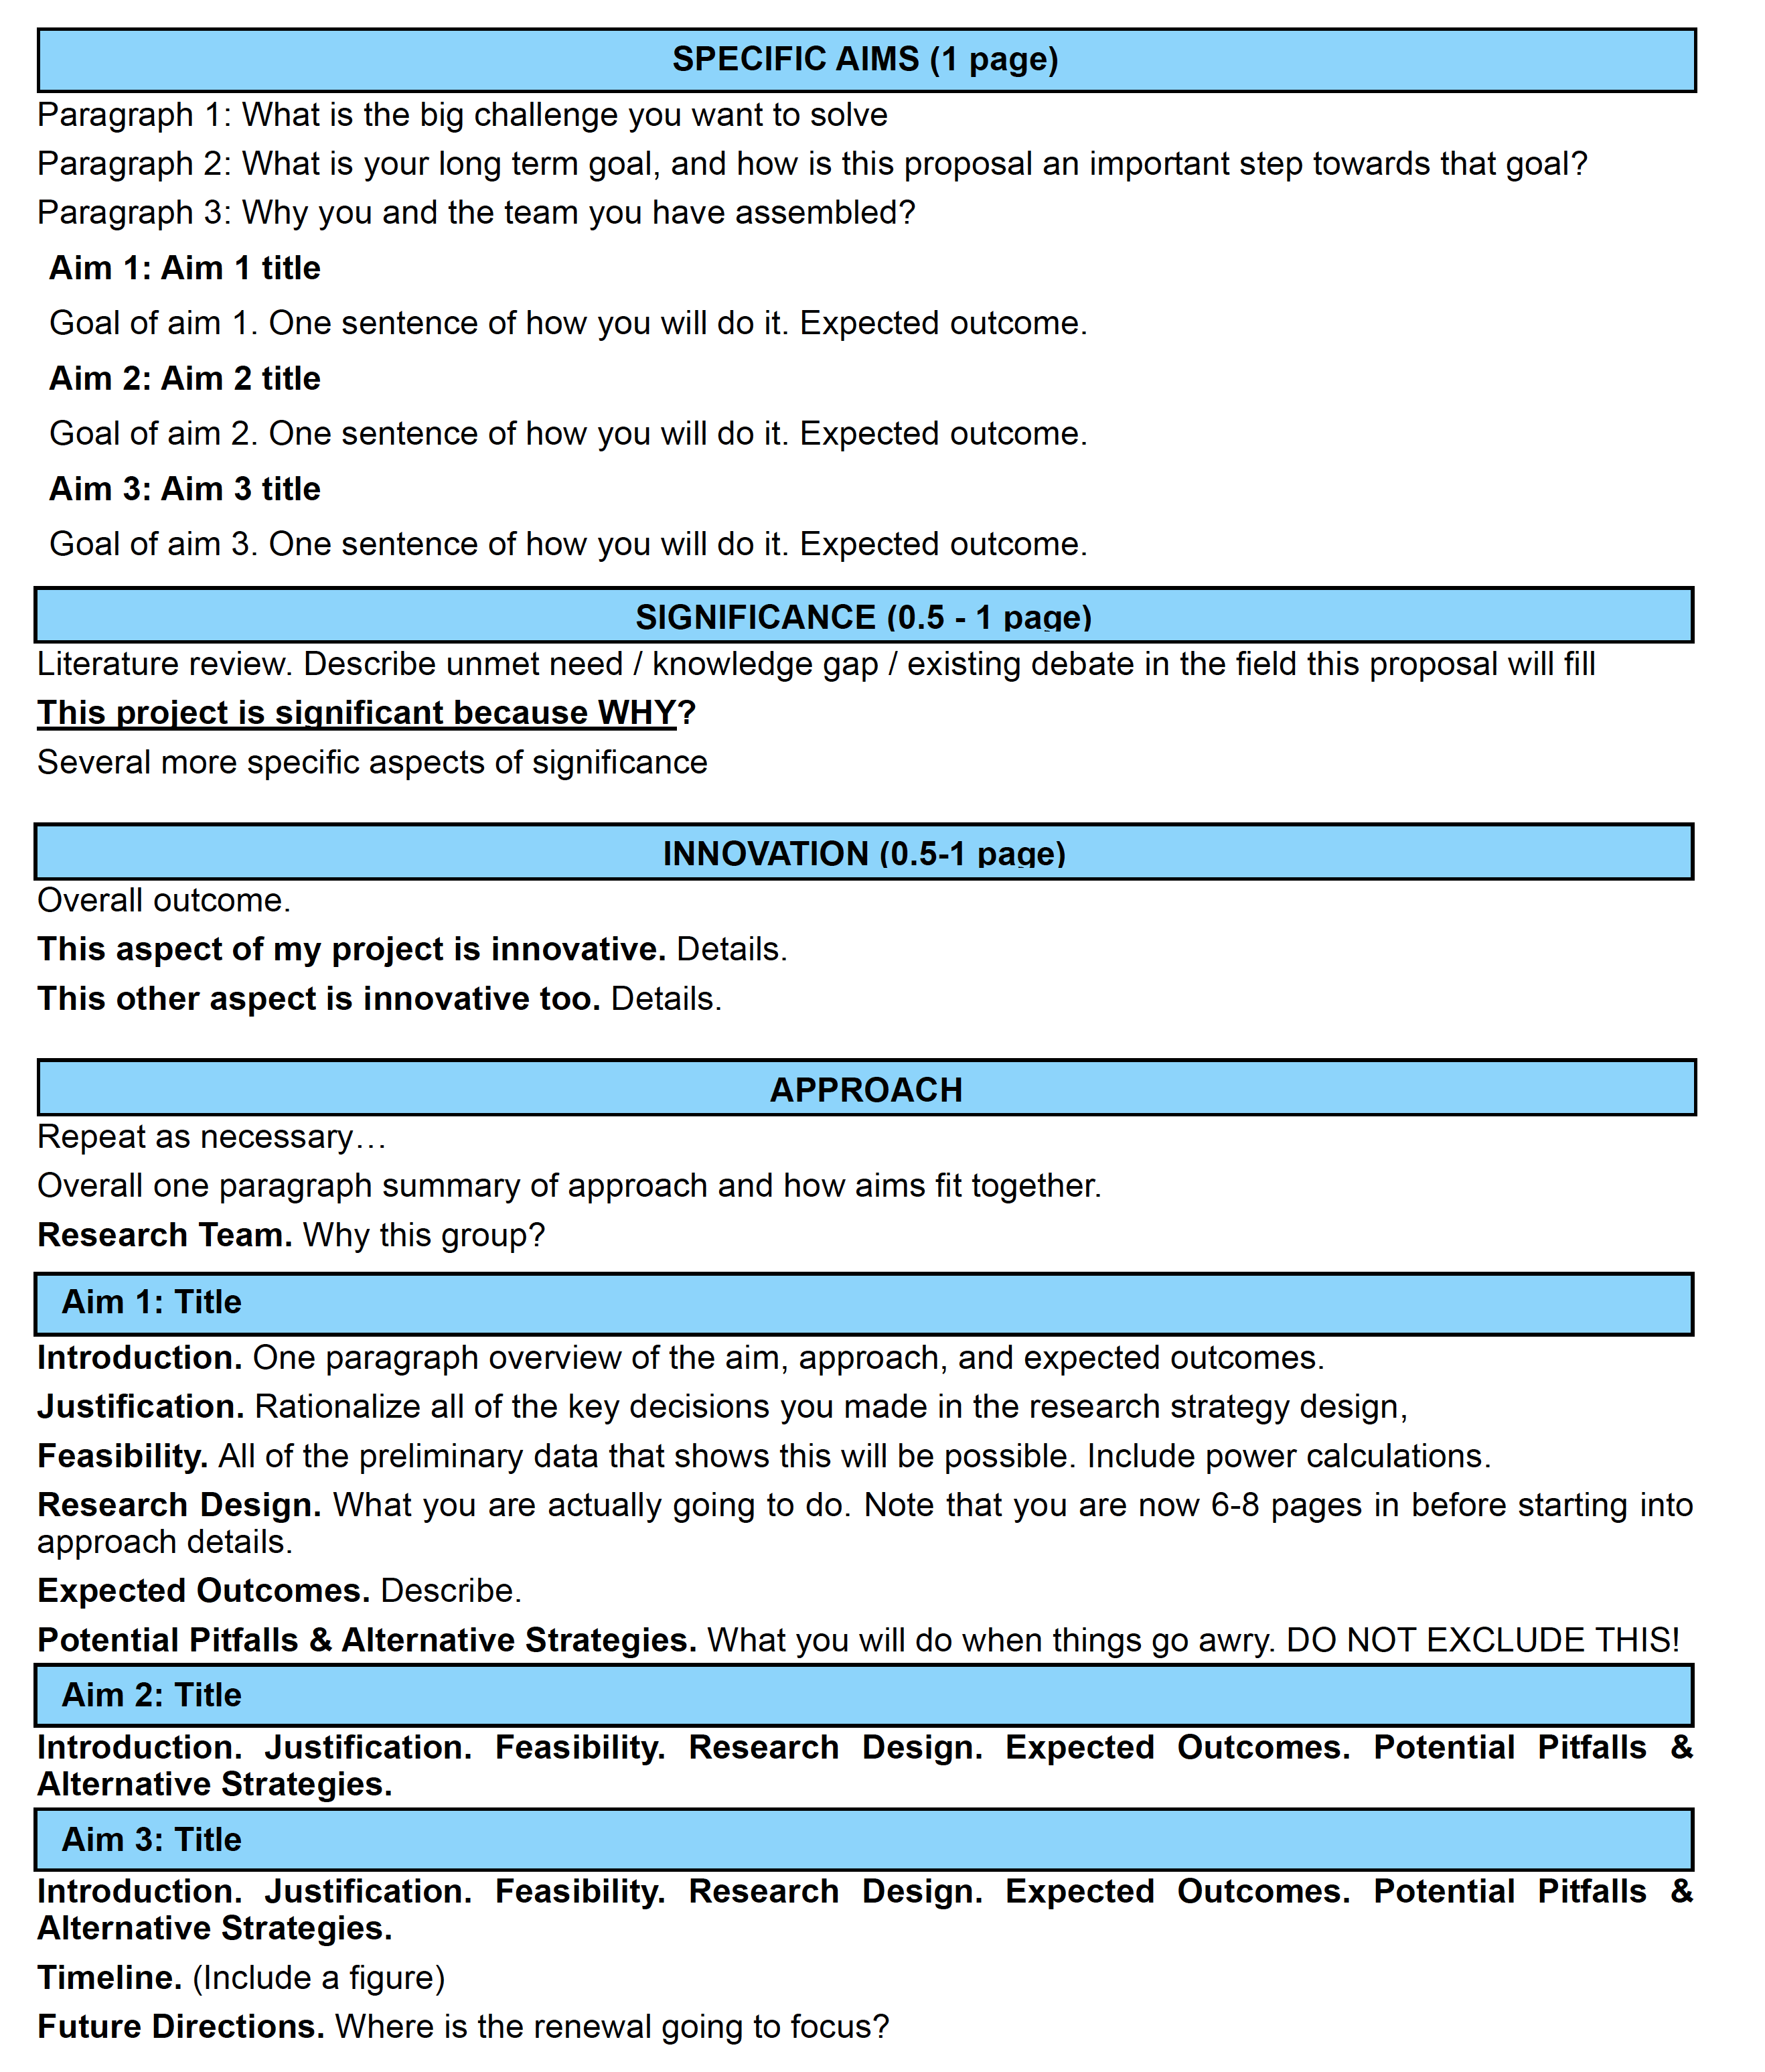 SPECIFIC AIMS (1 page)
Paragraph 1: What is the big challenge you want to solve
Paragraph 2: What is your long term goal, and how is this proposal an important step towards that goal?
Paragraph 3: Why you and the team you have assembled?
Aim 1: Aim 1 title
Goal of aim 1. One sentence of how you will do it. Expected outcome.
Aim 2: Aim 2 title
Goal of aim 2. One sentence of how you will do it. Expected outcome.
Aim 3: Aim 3 title
Goal of aim 3. One sentence of how you will do it. Expected outcome.
SIGNIFICANCE (0.5 - 1 page)
Literature review. Describe unmet need / knowledge gap / existing debate in the field this proposal will fill
This project is significant because WHY?
Several more specific aspects of significance
INNOVATION (0.5-1 page)
Overall outcome.
This aspect of my project is innovative. Details.
This other aspect is innovative too. Details.
APPROACH
Repeat as necessary…
Overall one paragraph summary of approach and how aims fit together.
Research Team. Why this group?
Aim 1: Title
Introduction. One paragraph overview of the aim, approach, and expected outcomes.
Justification. Rationalize all of the key decisions you made in the research strategy design,
Feasibility. All of the preliminary data that shows this will be possible. Include power calculations.
Research Design. What you are actually going to do. Note that you are now 6-8 pages in before starting into
approach details.
Expected Outcomes. Describe.
Potential Pitfalls & Alternative Strategies. What you will do when things go awry. DO NOT EXCLUDE THIS!
Aim 2: Title
Introduction. Justification. Feasibility. Research Design. Expected Outcomes. Potential Pitfalls &
Alternative Strategies.
Aim 3: Title
Introduction. Justification. Feasibility. Research Design. Expected Outcomes. Potential Pitfalls &
Alternative Strategies.
Timeline. (Include a figure)
Future Directions. Where is the renewal going to focus?